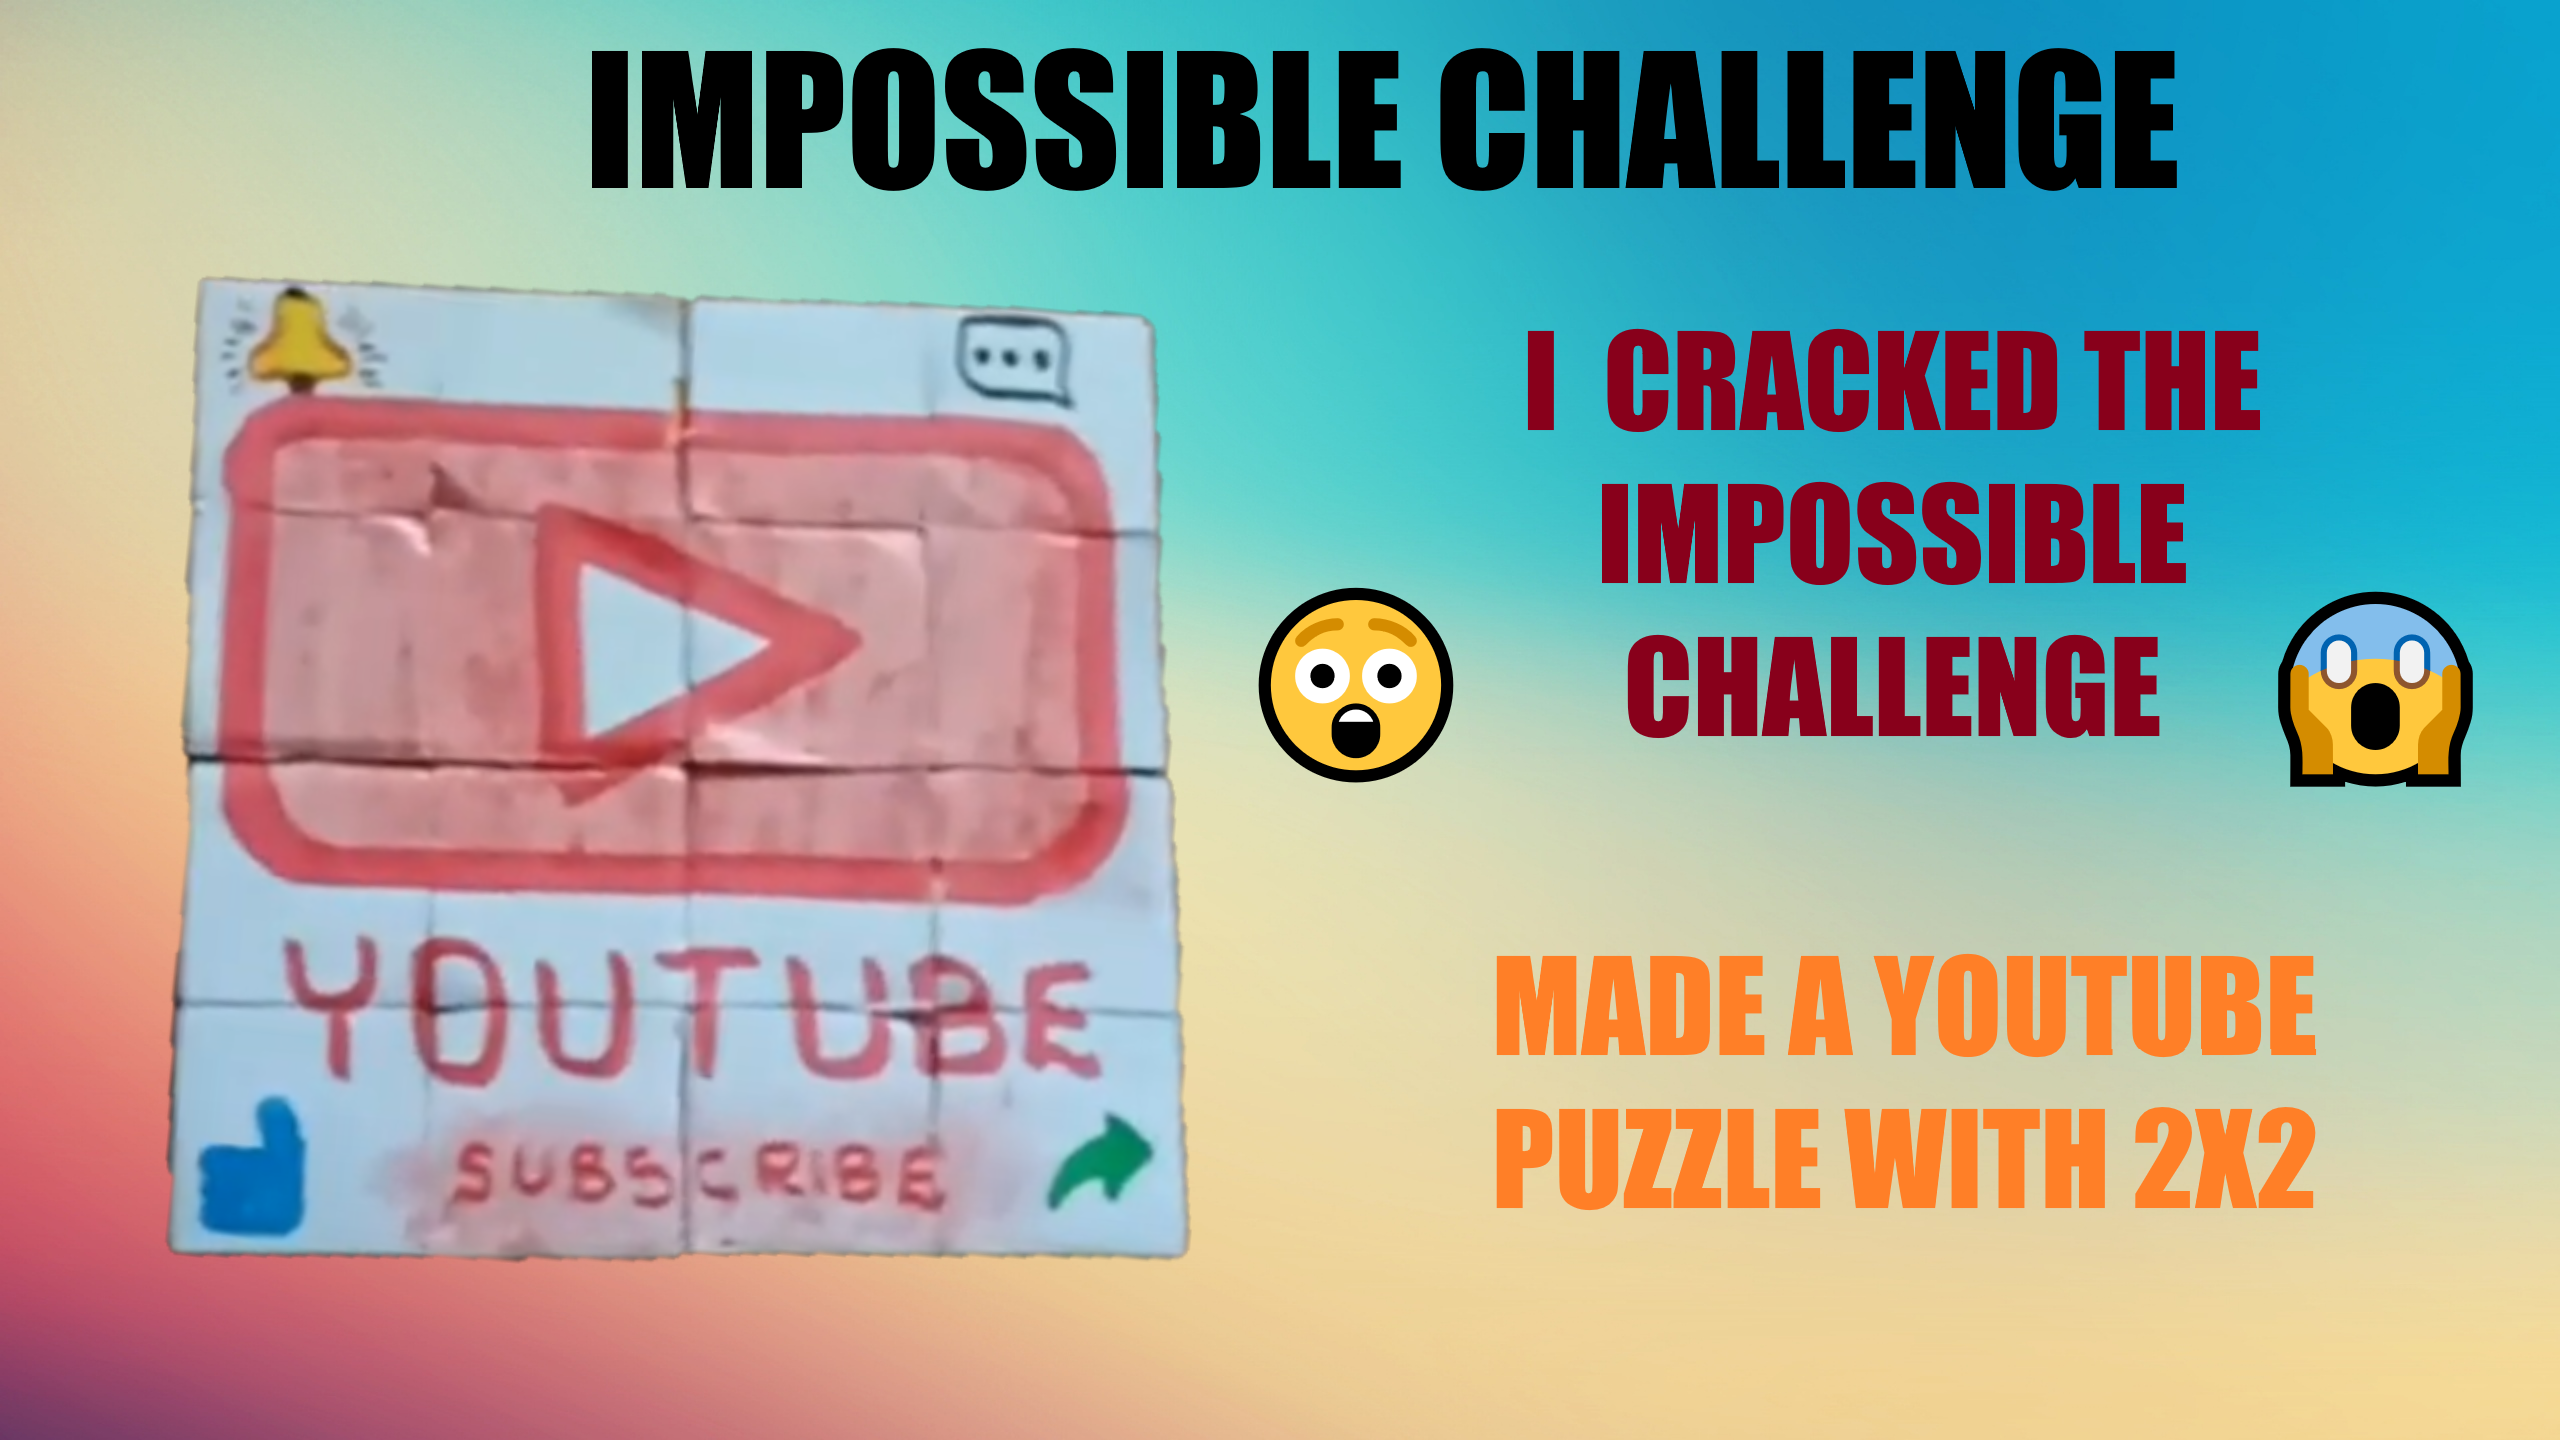 IMPOSSIBLE CHALLENGE
I CRACKED THE
IMPOSSIBLE
CHALLENGE
MADE A YOUTUBE
PUZZLE WITH 2X2
YOUTUBE
SUBSCRIBE